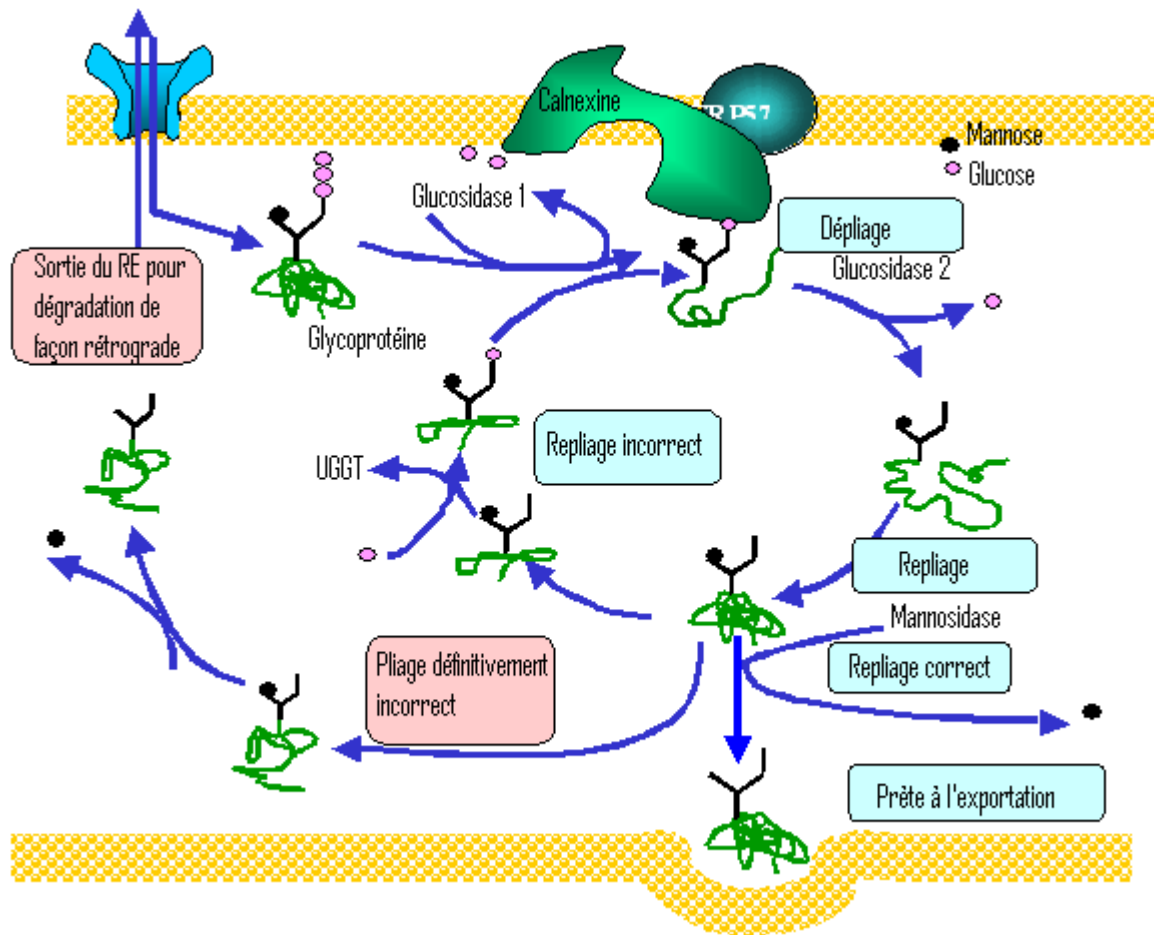 Calnexine
Mannose
Glucose
Glucosidase 1
Dépliage
Glucosidase 2
Sortie du RE pour
dégradation de
façon rétrograde
Glycoprotéine
Repliage incorrect
UGGT
Repliage
Mannosidase
Repliage correct
Pliage définitivement
incorrect
Prête à l'exportation